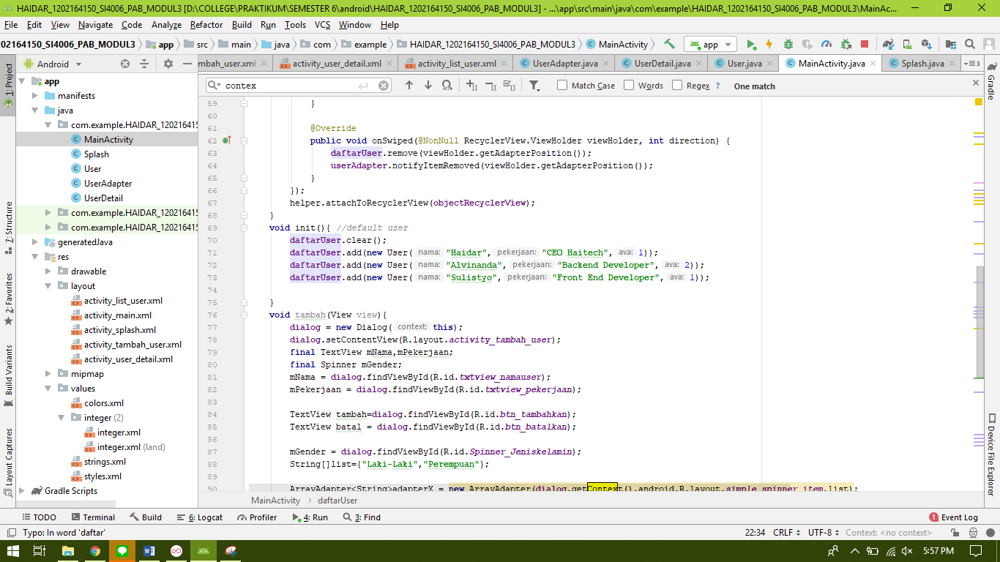 HAIDAR_1202164150_SI4006_PAB_MODUL3 [D:\COLLEGE\PRAKTIKUM\SEMESTER 6\android\HAIDAR_1202164150_SI4006_PAB_MODUL3] - ...\app\src\main\java\com\example\HAIDAR_1202164150_SI4006_PAB_MODUL3\MainAc...
File Edit View Navigate Code Analyze Refactor Build Run Tools VCS Window Help
02164150_SI4006_PAB_MODUL3 app src main java com example HAIDAR_1202164150_SI4006_PAB_MODUL3 MainActivity app
Android mbah_user.xml activity_user_detail.xml activity_list_user.xml UserAdapter.java UserDetail.java User.java MainActivity.java Splash.java 3
contex Match Case Words Regex ? One match
1: Project
7: Structure
2: Favorites
Build Variants
Layout Captures
app
manifests
java
com.example.HAIDAR_12021641
MainActivity
Splash
User
UserAdapter
UserDetail
com.example.HAIDAR_12021641
com.example.HAIDAR_12021641
generatedJava
res
drawable
layout
activity_list_user.xml
activity_main.xml
activity_splash.xml
activity_tambah_user.xml
activity_user_detail.xml
mipmap
values
colors.xml
integer (2)
integer.xml
integer.xml (land)
strings.xml
styles.xml
Gradle Scripts
59 }
60
61 @Override
62 public void onSwiped(@NonNull RecyclerView.ViewHolder viewHolder, int direction) {
63 daftarUser.remove(viewHolder.getAdapterPosition());
64 userAdapter.notifyItemRemoved(viewHolder.getAdapterPosition());
65 }
66 });
67 helper.attachToRecyclerView(objectRecyclerView);
68 }
69 void init(){ //default user
70 daftarUser.clear();
71 daftarUser.add(new User( nama: "Haidar", pekerjaan: "CEO Haitech", ava: 1));
72 daftarUser.add(new User( nama: "Alvinanda", pekerjaan: "Backend Developer", ava: 2));
73 daftarUser.add(new User( nama: "Sulistyo", pekerjaan: "Front End Developer", ava: 1));
74
75 }
76 void tambah(View view){
77 dialog = new Dialog( context: this);
78 dialog.setContentView(R.layout.activity_tambah_user);
79 final TextView mNama,mPekerjaan;
80 final Spinner mGender;
81 mNama = dialog.findViewById(R.id.txtview_namauser);
82 mPekerjaan = dialog.findViewById(R.id.txtview_pekerjaan);
83
84 TextView tambah=dialog.findViewById(R.id.btn_tambahkan);
85 TextView batal = dialog.findViewById(R.id.btn_batalkan);
86
87 mGender = dialog.findViewById(R.id.Spinner_Jeniskelamin);
88 String[]list={"Laki-Laki","Perempuan"};
89
90 ArrayAdapter<String>adapterX = new ArrayAdapter(dialog.getContext(),android.R.layout.simple_spinner_item,list);
MainActivity daftarUser
Gradle
Device File Explorer
TODO Terminal Build 6: Logcat Profiler 4: Run 3: Find 1 Event Log
Typo: In word 'daftar' 22:34 CRLF UTF-8 Context: <no context>
5:57 PM